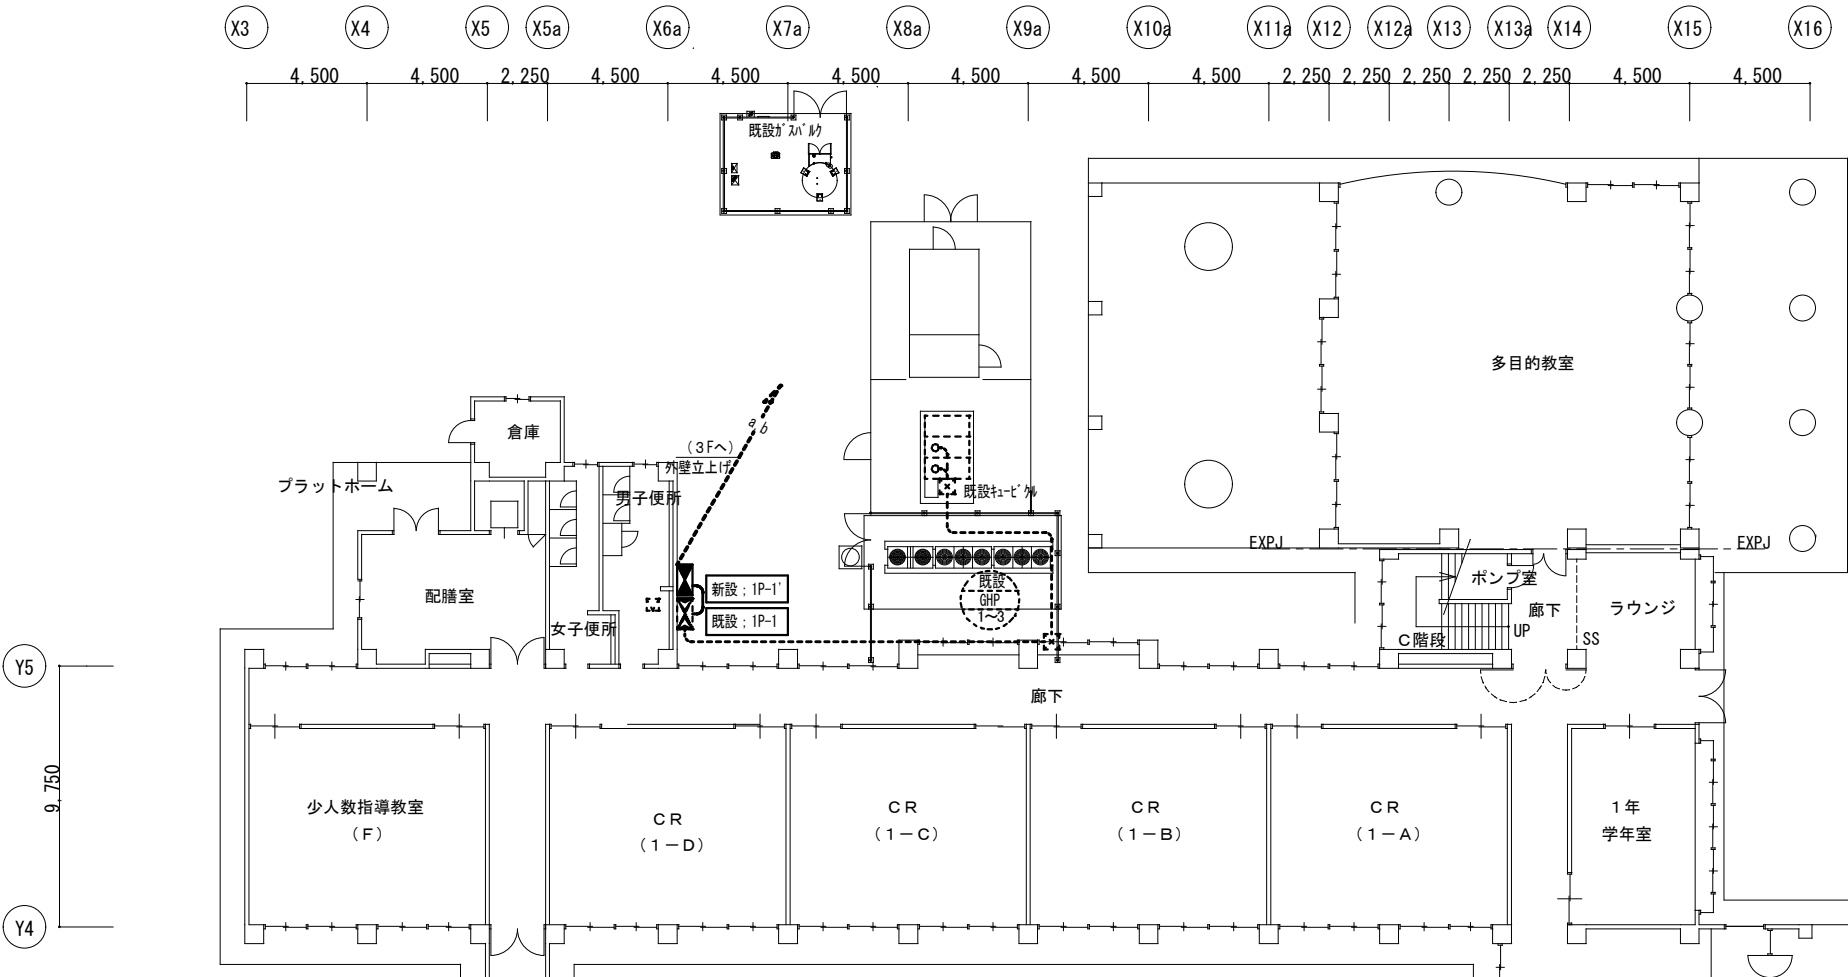 X3 X4 X5 X5a X6a X7a X8a X9a X10a X11a X12 X12a X13 X13a X14 X15 X16
4,500 4,500 2,250 4,500 4,500 4,500 4,500 4,500 4,500 2,250 2,250 2,250 2,250 2,250 4,500 4,500
既設ガスバルク
多目的教室
倉庫
a b
(3Fへ)
外壁立上げ
プラットホーム
男子便所
既設キュービクル
EXPJ
EXPJ
既設
GHP
1～3
新設；1P-1'
既設；1P-1
配膳室
女子便所
ポンプ室
廊下
ラウンジ
UP
C階段
SS
Y5
廊下
9,750
少人数指導教室
(F)
CR
(1－D)
CR
(1－C)
CR
(1－B)
CR
(1－A)
1年
学年室
Y4